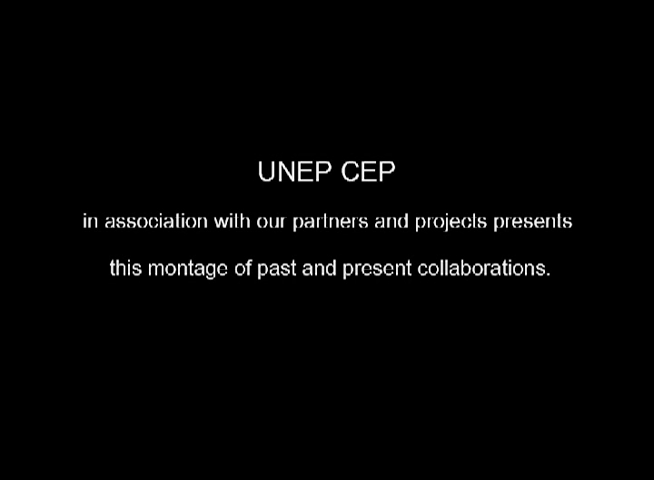 UNEP CEP
in association with our partners and projects presents
this montage of past and present collaborations.